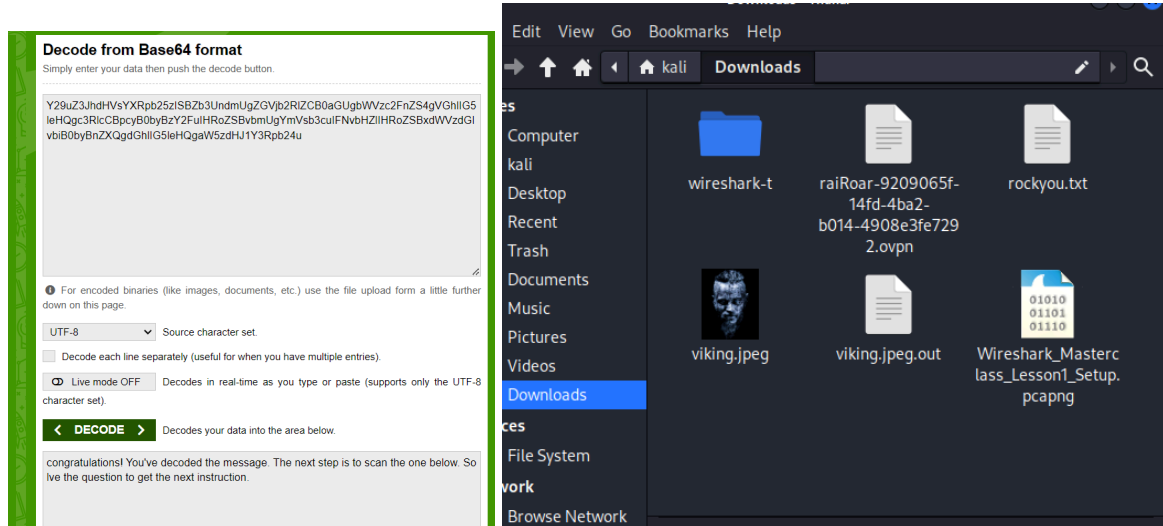 Decode from Base64 format
Simply enter your data then push the decode button.
Y29uZ3JhdHVsYXRpb25zISBZb3UndmUgZGVjb2RlZCB0aGUgbWVzc2FnZS4gVGhlIG5
leHQgc3RlcCBpcyB0byBzY2FuIHRoZSBvbmUgYmVsb3cuIFNvbHZlIHRoZSBxdWVzdGl
vbiB0byBnZXQgdGhlIG5leHQgaW5zdHJ1Y3Rpb24u
For encoded binaries (like images, documents, etc.) use the file upload form a little further
down on this page.
UTF-8 Source character set.
Decode each line separately (useful for when you have multiple entries).
Live mode OFF Decodes in real-time as you type or paste (supports only the UTF-8
character set).
< DECODE > Decodes your data into the area below.
congratulations! You've decoded the message. The next step is to scan the one below. So
lve the question to get the next instruction.
Edit View Go Bookmarks Help
kali Downloads
es
Computer
kali
Desktop
Recent
Trash
Documents
Music
Pictures
Videos
Downloads
ces
File System
work
Browse Network
wireshark-t
raiRoar-9209065f-
14fd-4ba2-
b014-4908e3fe729
2.ovpn
rockyou.txt
viking.jpeg
viking.jpeg.out
01010
01101
01110
Wireshark_Masterc
lass_Lesson1_Setup.
pcapng